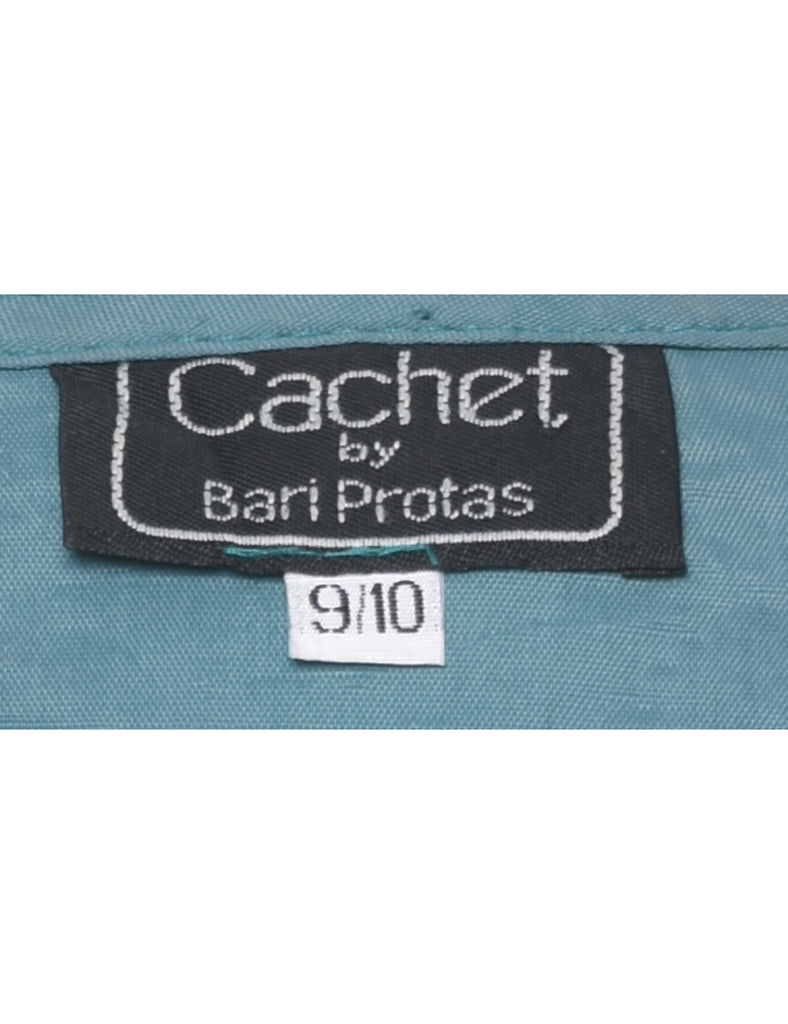 Cachet
by
Bari Protas
9/10